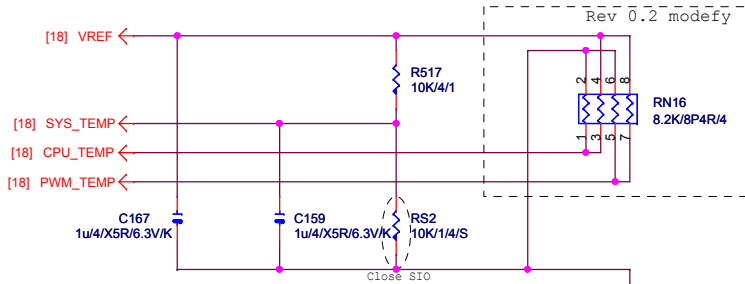 Rev 0.2 modefy
[18] VREF
R517
10K/4/1
2 4 6 8
RN16
8.2K/8P4R/4
[18] SYS_TEMP
1 3 5 7
[18] CPU_TEMP
[18] PWM_TEMP
C167
1u/4/X5R/6.3V/K
C159
1u/4/X5R/6.3V/K
RS2
10K/1/4/S
Close SIO